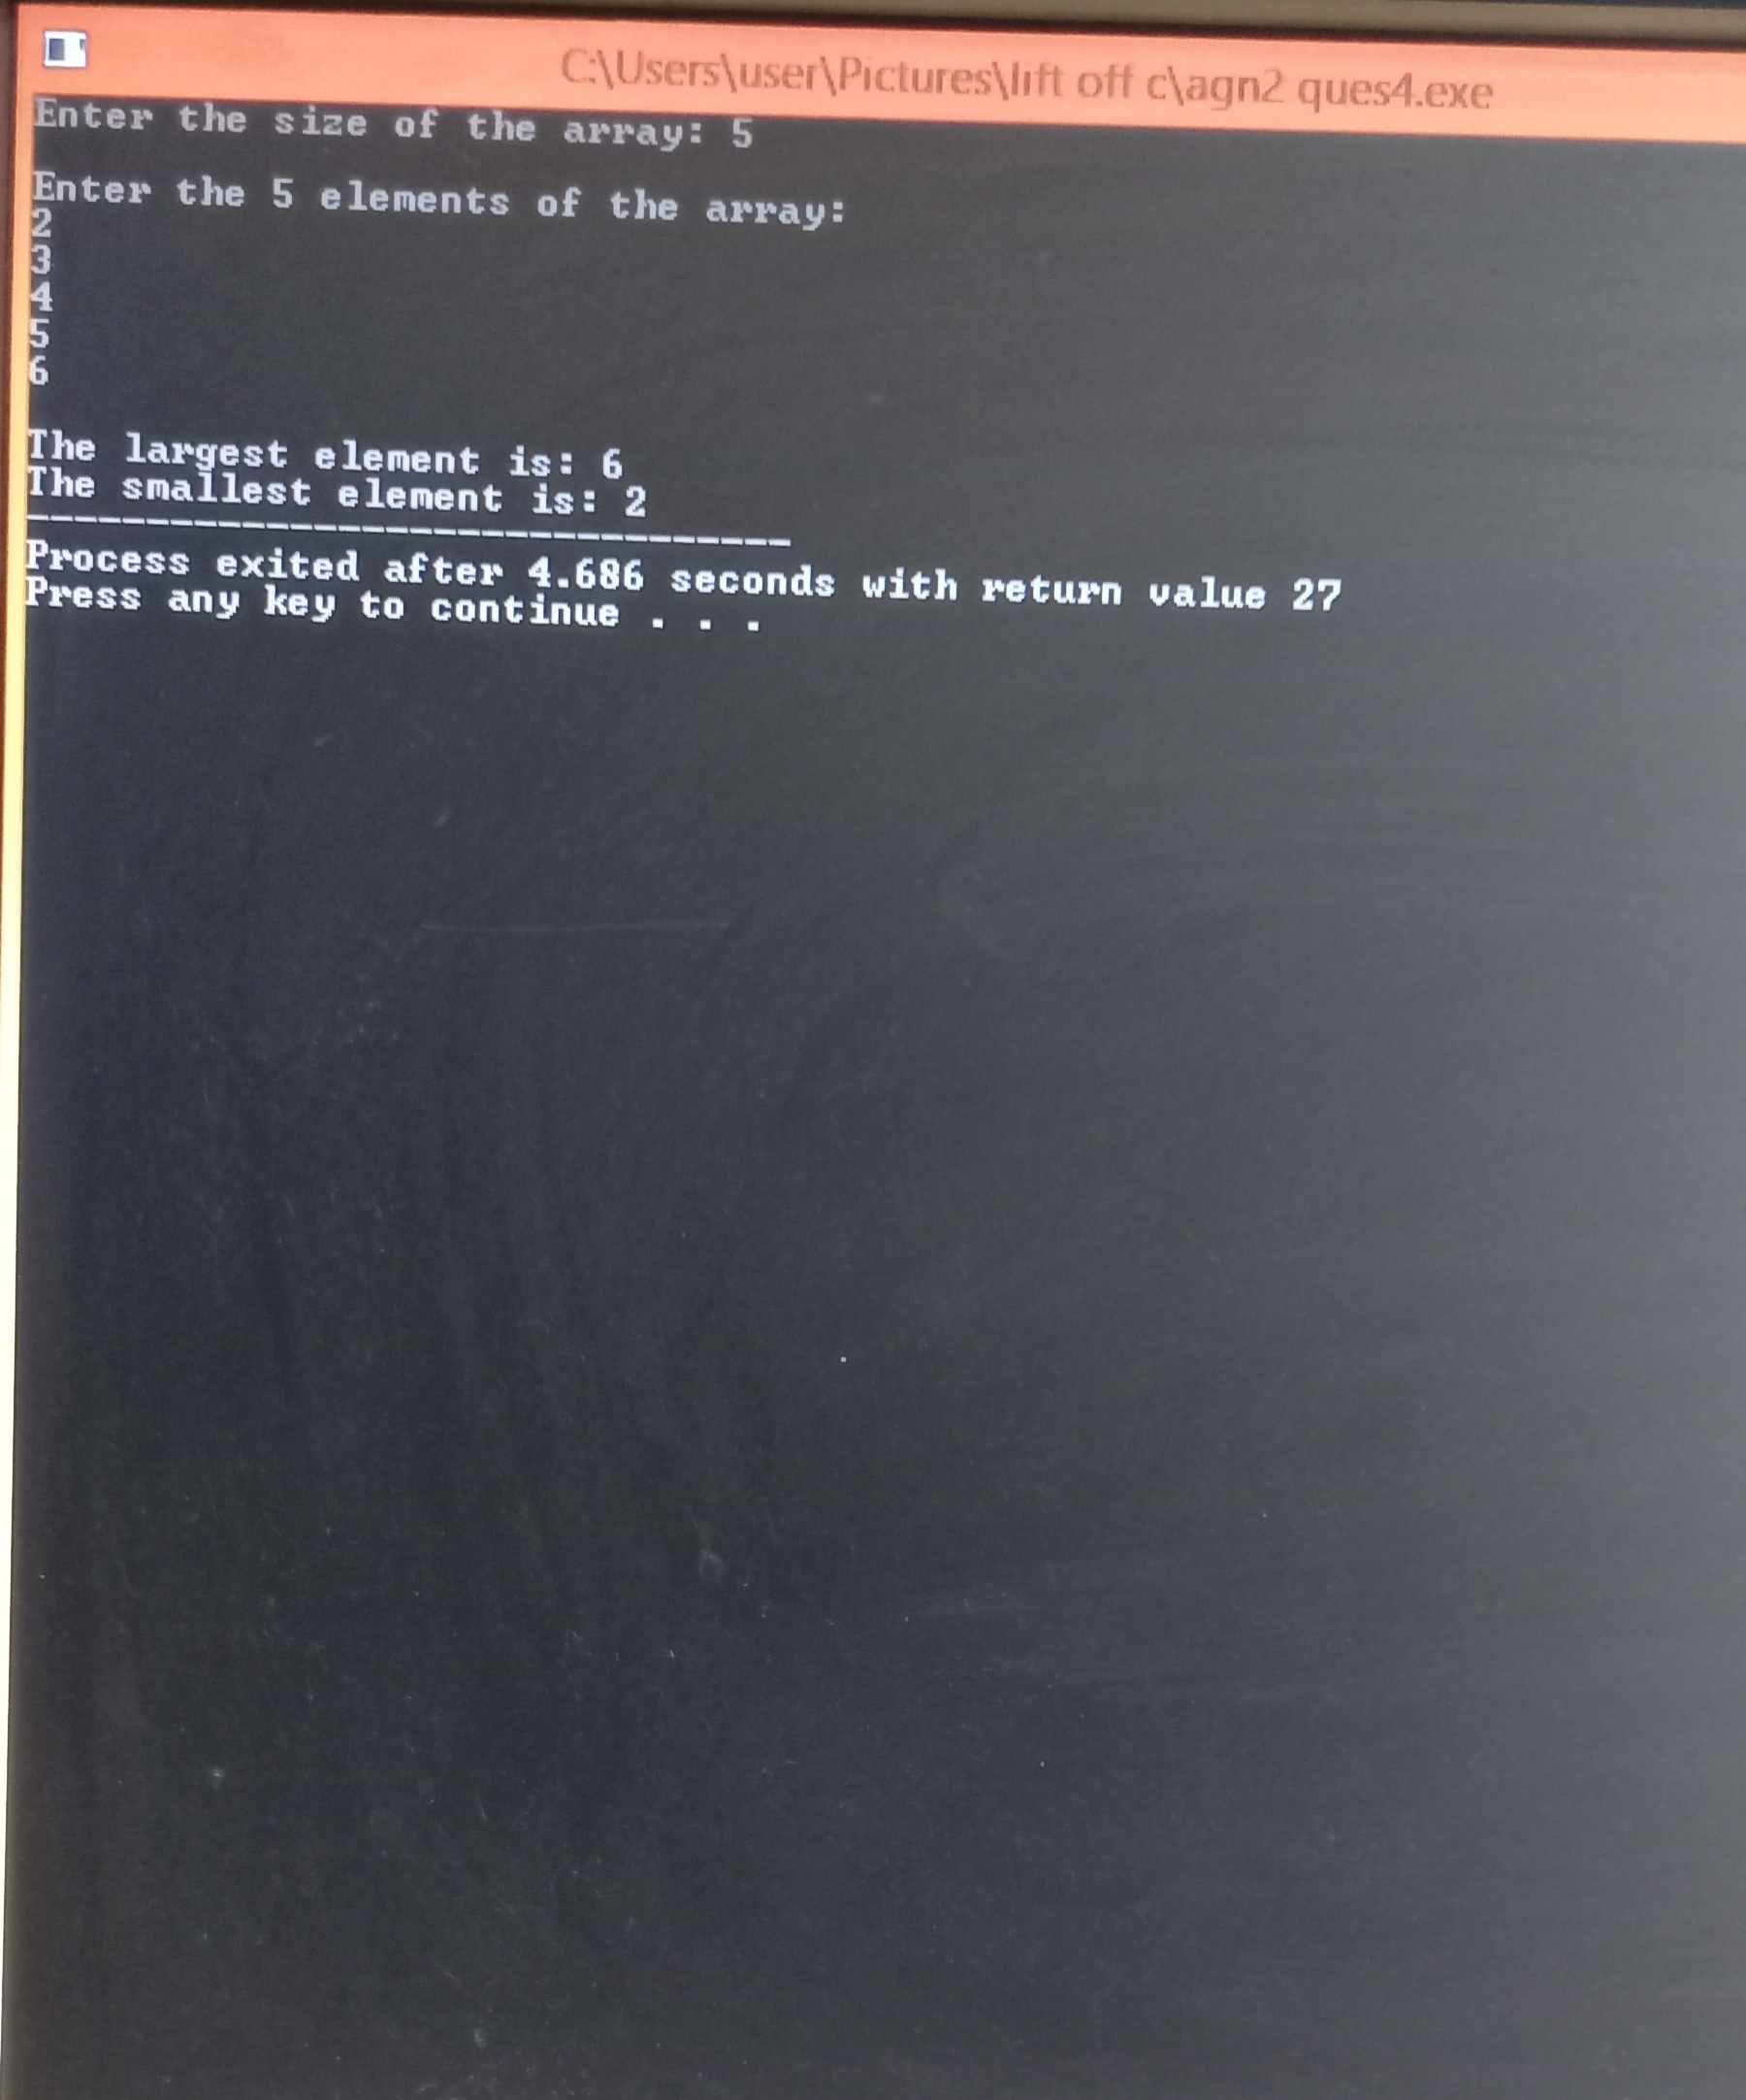 C:\Users\user\Pictures\lift off c\agn2 ques4.exe
Enter the size of the array: 5
Enter the 5 elements of the array:
2
3
4
5
6
The largest element is: 6
The smallest element is: 2
--------------------------------
Process exited after 4.686 seconds with return value 27
Press any key to continue . . .